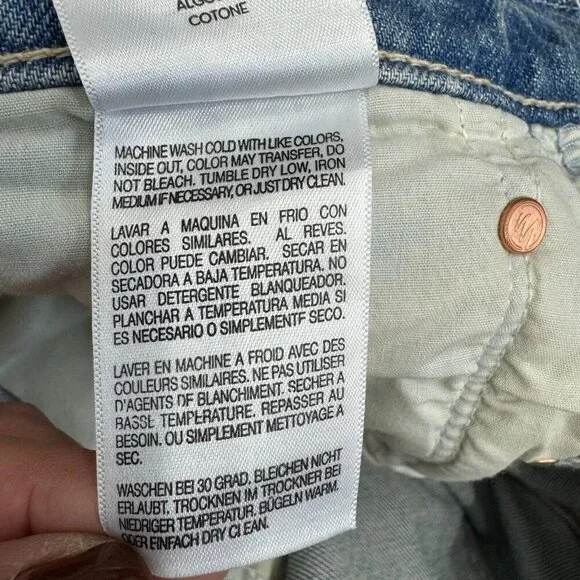 COTONE
MACHINE WASH COLD WITH LIKE COLORS,
INSIDE OUT, COLOR MAY TRANSFER, DO
NOT BLEACH. TUMBLE DRY LOW, IRON
MEDIUM IF NECESSARY, OR JUST DRY CLEAN.
LAVAR A MAQUINA EN FRIO CON
COLORES SIMILARES. AL REVES.
COLOR PUEDE CAMBIAR. SECAR EN
SECADORA A BAJA TEMPERATURA. NO
USAR DETERGENTE BLANQUEADOR.
PLANCHAR A TEMPERATURA MEDIA SI
ES NECESARIO O SIMPLEMENTF SECO.
LAVER EN MACHINE A FROID AVEC DES
COULEURS SIMILAIRES. NE PAS UTILISER
D'AGENTS DF BLANCHIMENT. SECHER A
BASSE TEMPERATURE. REPASSER AU
BESOIN. OU SIMPLEMENT METTOYAGE A
SEC.
WASCHEN BEI 30 GRAD. BLEICHEN NICHT
ERLAUBT. TROCKNEN IM TROCKNER BEI
NIEDRIGER TEMPERATUR. BÜGELN WARM.
ODER EINFACH DRY CLEAN.